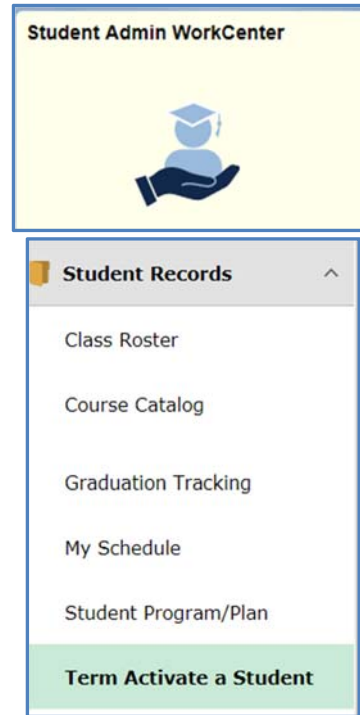 Student Admin WorkCenter
Student Records
Class Roster
Course Catalog
Graduation Tracking
My Schedule
Student Program/Plan
Term Activate a Student